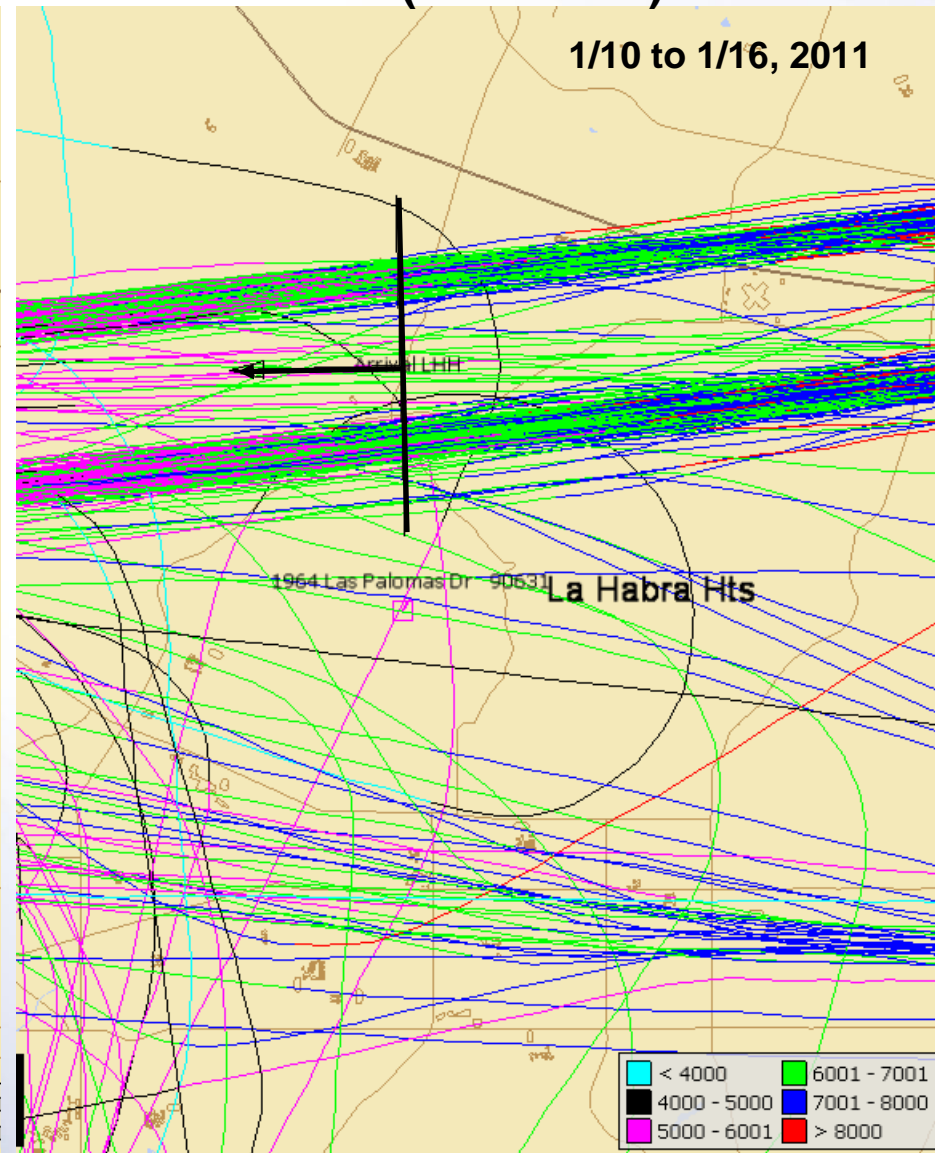 1/10 to 1/16, 2011
Arrival LHH
1964 Las Palomas Dr 90631
La Habra Hts
< 4000
6001 - 7001
4000 - 5000
7001 - 8000
5000 - 6001
> 8000